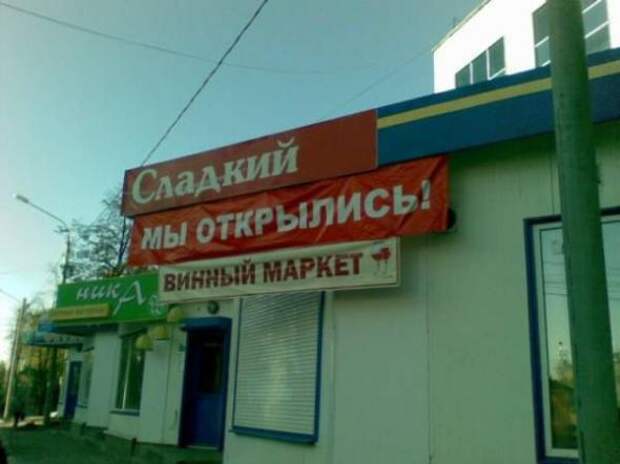 Сладкий
МЫ ОТКРЫЛИСЬ!
ВИННЫЙ МАРКЕТ
никА